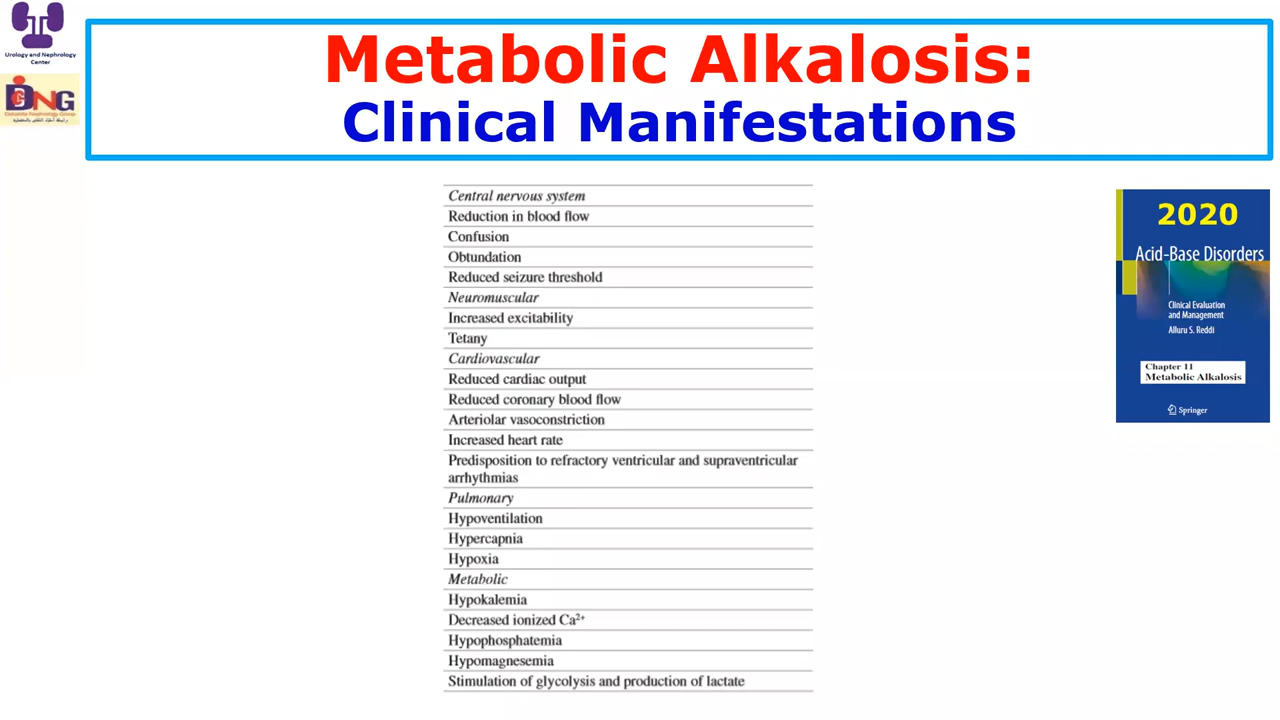 Urology and Nephrology
Center
DNG
Dakahlia Nephrology Group
Metabolic Alkalosis:
Clinical Manifestations
Central nervous system
Reduction in blood flow
Confusion
Obtundation
Reduced seizure threshold
Neuromuscular
Increased excitability
Tetany
Cardiovascular
Reduced cardiac output
Reduced coronary blood flow
Arteriolar vasoconstriction
Increased heart rate
Predisposition to refractory ventricular and supraventricular
arrhythmias
Pulmonary
Hypoventilation
Hypercapnia
Hypoxia
Metabolic
Hypokalemia
Decreased ionized Ca²⁺
Hypophosphatemia
Hypomagnesemia
Stimulation of glycolysis and production of lactate
2020
Acid-Base Disorders
Clinical Evaluation
and Management
Alluru S. Reddi
Chapter 11
Metabolic Alkalosis
Springer